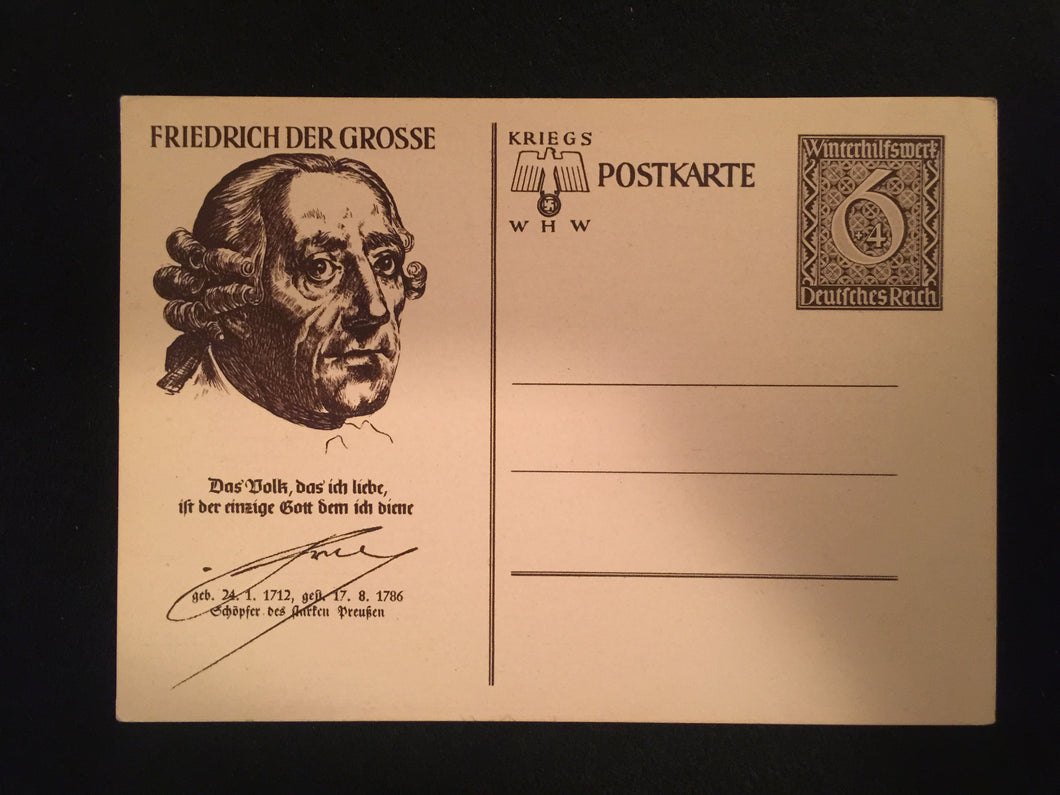 FRIEDRICH DER GROSSE
Das Volk, das ich liebe,
ist der einzige Gott dem ich diene
geb. 24. 1. 1712, gest. 17. 8. 1786
Schöpfer des starken Preußen
KRIEGS
WHW
POSTKARTE
Winterhilfswerk
6
+4
Deutsches Reich